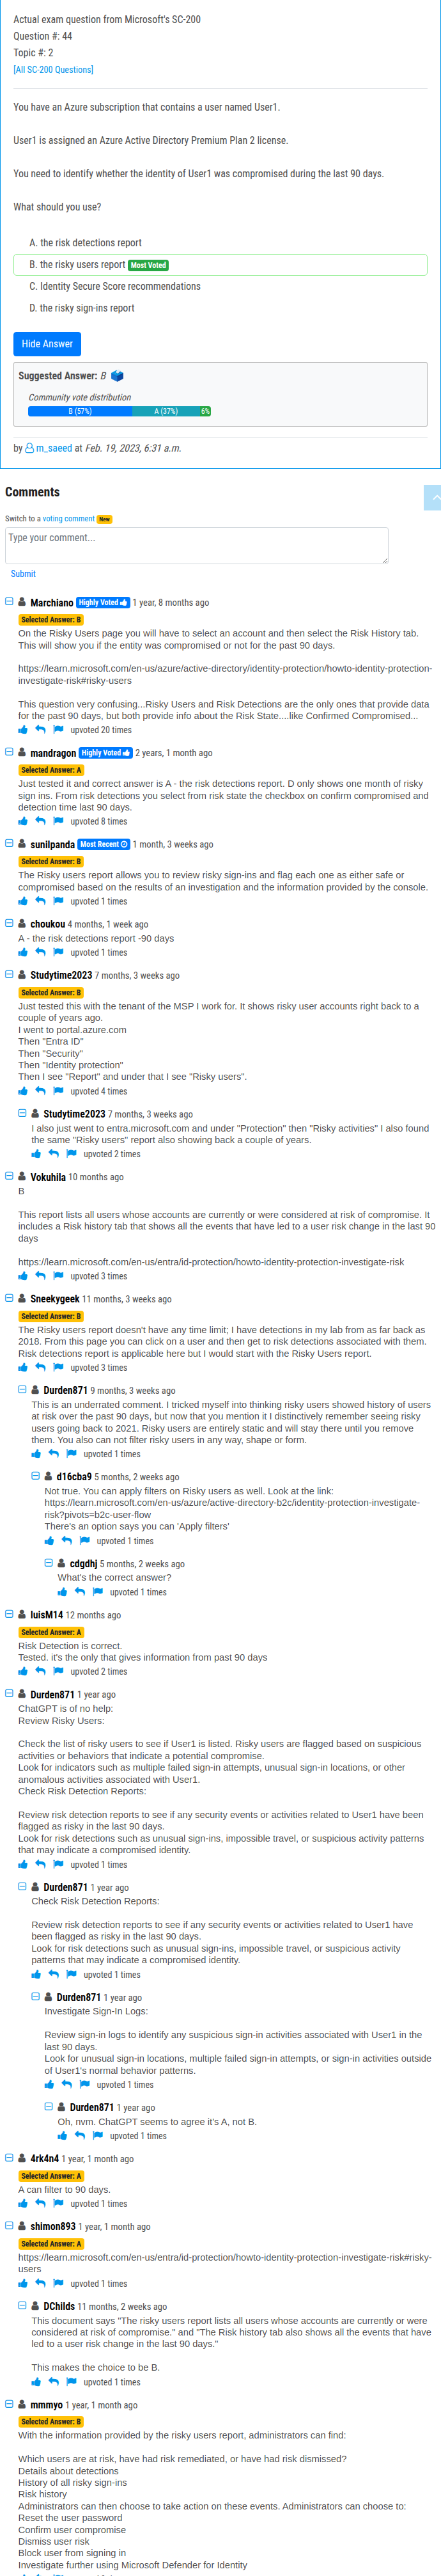 Actual exam question from Microsoft's SC-200
Question #: 44
Topic #: 2
[All SC-200 Questions]
You have an Azure subscription that contains a user named User1.
User1 is assigned an Azure Active Directory Premium Plan 2 license.
You need to identify whether the identity of User1 was compromised during the last 90 days.
What should you use?
A. the risk detections report
B. the risky users report Most Voted
C. Identity Secure Score recommendations
D. the risky sign-ins report
Hide Answer
Suggested Answer: B
Community vote distribution
B (57%) A (37%) 6%
by m_saeed at Feb. 19, 2023, 6:31 a.m.
Comments
Switch to a voting comment New
Type your comment...
Submit
Marchiano Highly Voted 1 year, 8 months ago
Selected Answer: B
On the Risky Users page you will have to select an account and then select the Risk History tab.
This will show you if the entity was compromised or not for the past 90 days.
https://learn.microsoft.com/en-us/azure/active-directory/identity-protection/howto-identity-protection-
investigate-risk#risky-users
This question very confusing...Risky Users and Risk Detections are the only ones that provide data
for the past 90 days, but both provide info about the Risk State....like Confirmed Compromised...
upvoted 20 times
mandragon Highly Voted 2 years, 1 month ago
Selected Answer: A
Just tested it and correct answer is A - the risk detections report. D only shows one month of risky
sign ins. From risk detections you select from risk state the checkbox on confirm compromised and
detection time last 90 days.
upvoted 8 times
sunilpanda Most Recent 1 month, 3 weeks ago
Selected Answer: B
The Risky users report allows you to review risky sign-ins and flag each one as either safe or
compromised based on the results of an investigation and the information provided by the console.
upvoted 1 times
choukou 4 months, 1 week ago
A - the risk detections report -90 days
upvoted 1 times
Studytime2023 7 months, 3 weeks ago
Selected Answer: B
Just tested this with the tenant of the MSP I work for. It shows risky user accounts right back to a
couple of years ago.
I went to portal.azure.com
Then "Entra ID"
Then "Security"
Then "Identity protection"
Then I see "Report" and under that I see "Risky users".
upvoted 4 times
Studytime2023 7 months, 3 weeks ago
I also just went to entra.microsoft.com and under "Protection" then "Risky activities" I also found
the same "Risky users" report also showing back a couple of years.
upvoted 2 times
Vokuhila 10 months ago
B
This report lists all users whose accounts are currently or were considered at risk of compromise. It
includes a Risk history tab that shows all the events that have led to a user risk change in the last 90
days
https://learn.microsoft.com/en-us/entra/id-protection/howto-identity-protection-investigate-risk
upvoted 3 times
Sneekygeek 11 months, 3 weeks ago
Selected Answer: B
The Risky users report doesn't have any time limit; I have detections in my lab from as far back as
2018. From this page you can click on a user and then get to risk detections associated with them.
Risk detections report is applicable here but I would start with the Risky Users report.
upvoted 3 times
Durden871 9 months, 3 weeks ago
This is an underrated comment. I tricked myself into thinking risky users showed history of users
at risk over the past 90 days, but now that you mention it I distinctively remember seeing risky
users going back to 2021. Risky users are entirely static and will stay there until you remove
them. You also can not filter risky users in any way, shape or form.
upvoted 1 times
d16cba9 5 months, 2 weeks ago
Not true. You can apply filters on Risky users as well. Look at the link:
https://learn.microsoft.com/en-us/azure/active-directory-b2c/identity-protection-investigate-
risk?pivots=b2c-user-flow
There's an option says you can 'Apply filters'
upvoted 1 times
cdgdhj 5 months, 2 weeks ago
What's the correct answer?
upvoted 1 times
luisM14 12 months ago
Selected Answer: A
Risk Detection is correct.
Tested. it's the only that gives information from past 90 days
upvoted 2 times
Durden871 1 year ago
ChatGPT is of no help:
Review Risky Users:
Check the list of risky users to see if User1 is listed. Risky users are flagged based on suspicious
activities or behaviors that indicate a potential compromise.
Look for indicators such as multiple failed sign-in attempts, unusual sign-in locations, or other
anomalous activities associated with User1.
Check Risk Detection Reports:
Review risk detection reports to see if any security events or activities related to User1 have been
flagged as risky in the last 90 days.
Look for risk detections such as unusual sign-ins, impossible travel, or suspicious activity patterns
that may indicate a compromised identity.
upvoted 1 times
Durden871 1 year ago
Check Risk Detection Reports:
Review risk detection reports to see if any security events or activities related to User1 have
been flagged as risky in the last 90 days.
Look for risk detections such as unusual sign-ins, impossible travel, or suspicious activity
patterns that may indicate a compromised identity.
upvoted 1 times
Durden871 1 year ago
Investigate Sign-In Logs:
Review sign-in logs to identify any suspicious sign-in activities associated with User1 in the
last 90 days.
Look for unusual sign-in locations, multiple failed sign-in attempts, or sign-in activities outside
of User1's normal behavior patterns.
upvoted 1 times
Durden871 1 year ago
Oh, nvm. ChatGPT seems to agree it's A, not B.
upvoted 1 times
4rk4n4 1 year, 1 month ago
Selected Answer: A
A can filter to 90 days.
upvoted 1 times
shimon893 1 year, 1 month ago
Selected Answer: A
https://learn.microsoft.com/en-us/entra/id-protection/howto-identity-protection-investigate-risk#risky-
users
upvoted 1 times
DChilds 11 months, 2 weeks ago
This document says "The risky users report lists all users whose accounts are currently or were
considered at risk of compromise." and "The Risk history tab also shows all the events that have
led to a user risk change in the last 90 days."
This makes the choice to be B.
upvoted 1 times
mmmyo 1 year, 1 month ago
Selected Answer: B
With the information provided by the risky users report, administrators can find:
Which users are at risk, have had risk remediated, or have had risk dismissed?
Details about detections
History of all risky sign-ins
Risk history
Administrators can then choose to take action on these events. Administrators can choose to:
Reset the user password
Confirm user compromise
Dismiss user risk
Block user from signing in
Investigate further using Microsoft Defender for Identity